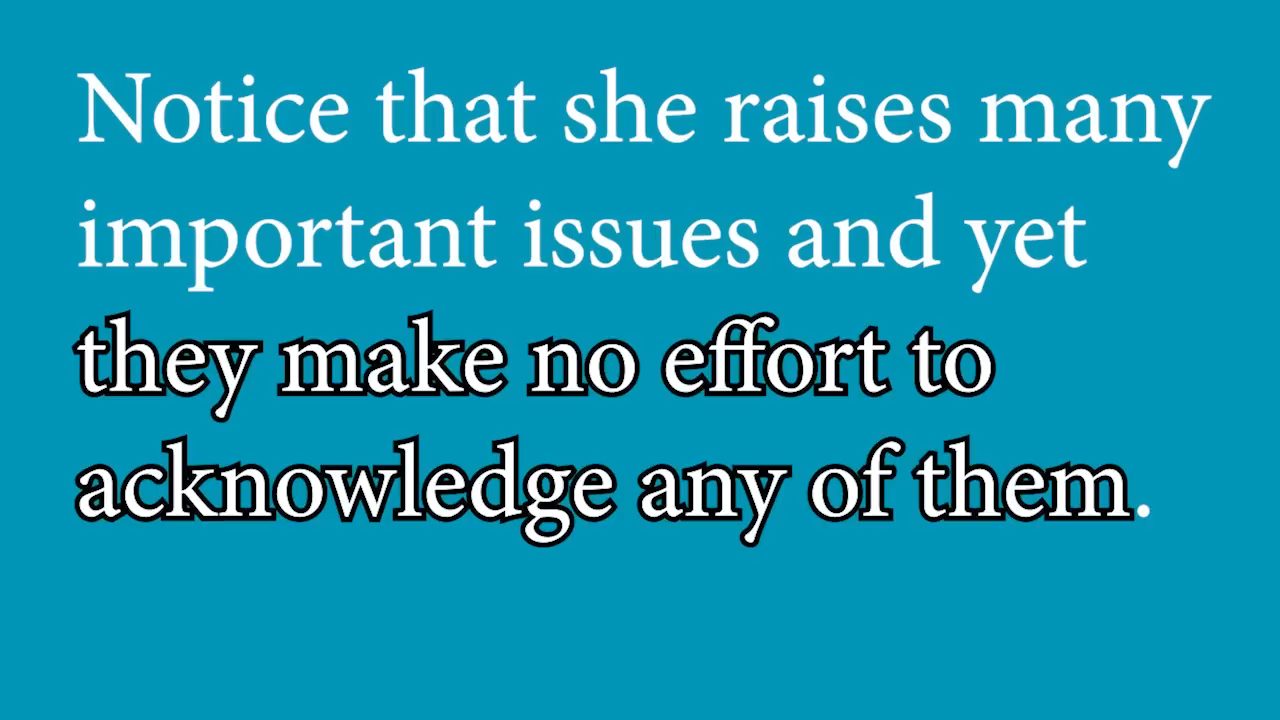 Notice that she raises many
important issues and yet
they make no effort to
acknowledge any of them.